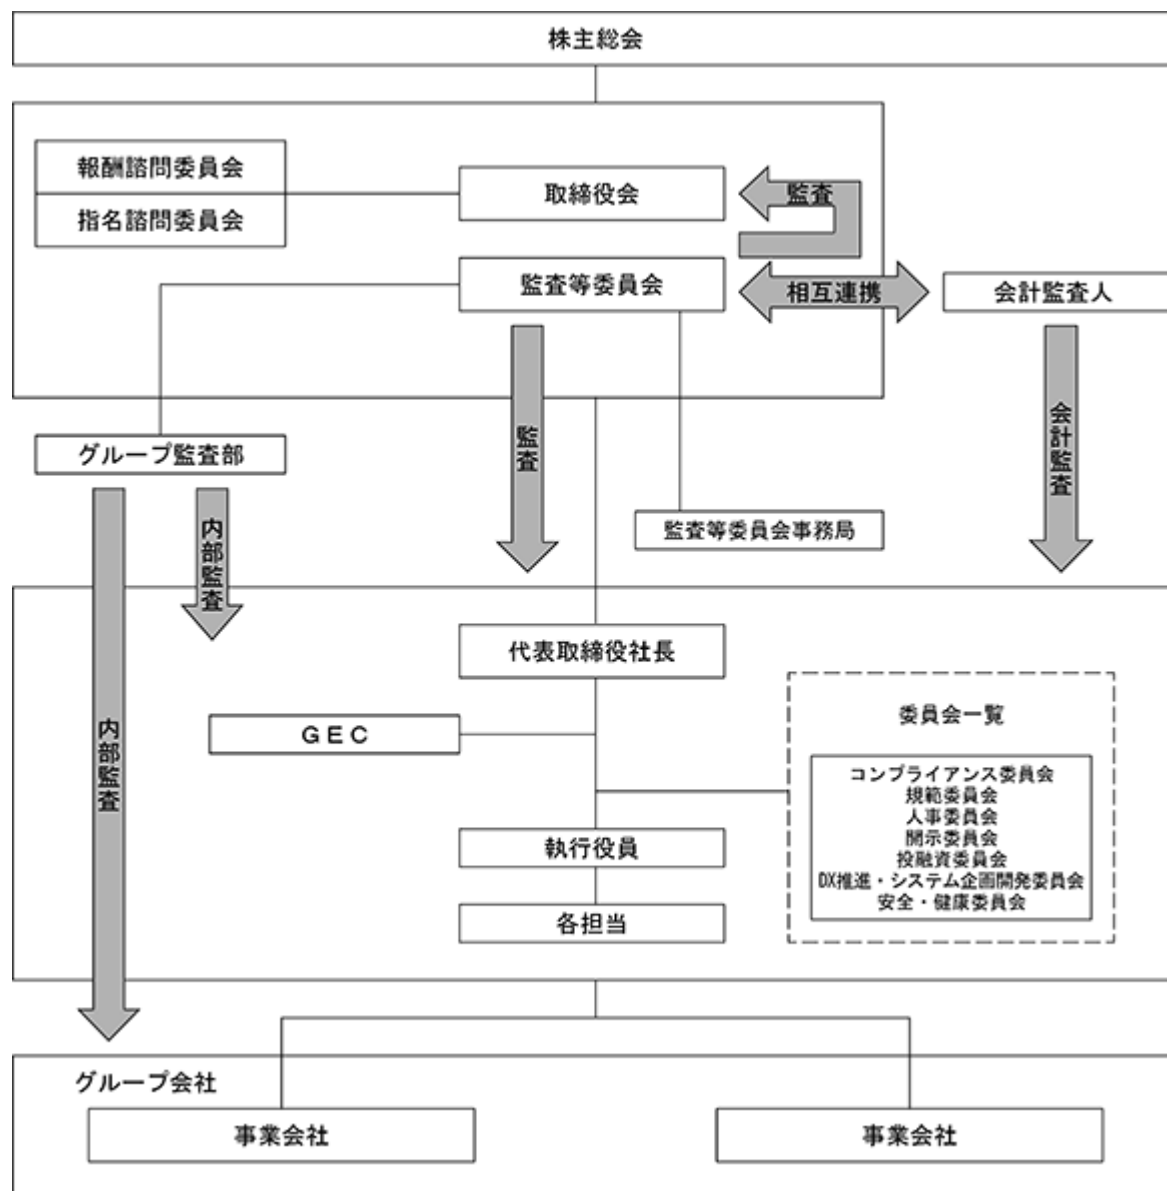 株主総会
報酬諮問委員会
指名諮問委員会
取締役会
監査
監査等委員会
相互連携
会計監査人
グループ監査部
監査
会計監査
内部監査
監査等委員会事務局
内部監査
代表取締役社長
GEC
委員会一覧
コンプライアンス委員会
規範委員会
人事委員会
開示委員会
投融資委員会
DX推進・システム企画開発委員会
安全・健康委員会
執行役員
各担当
グループ会社
事業会社
事業会社